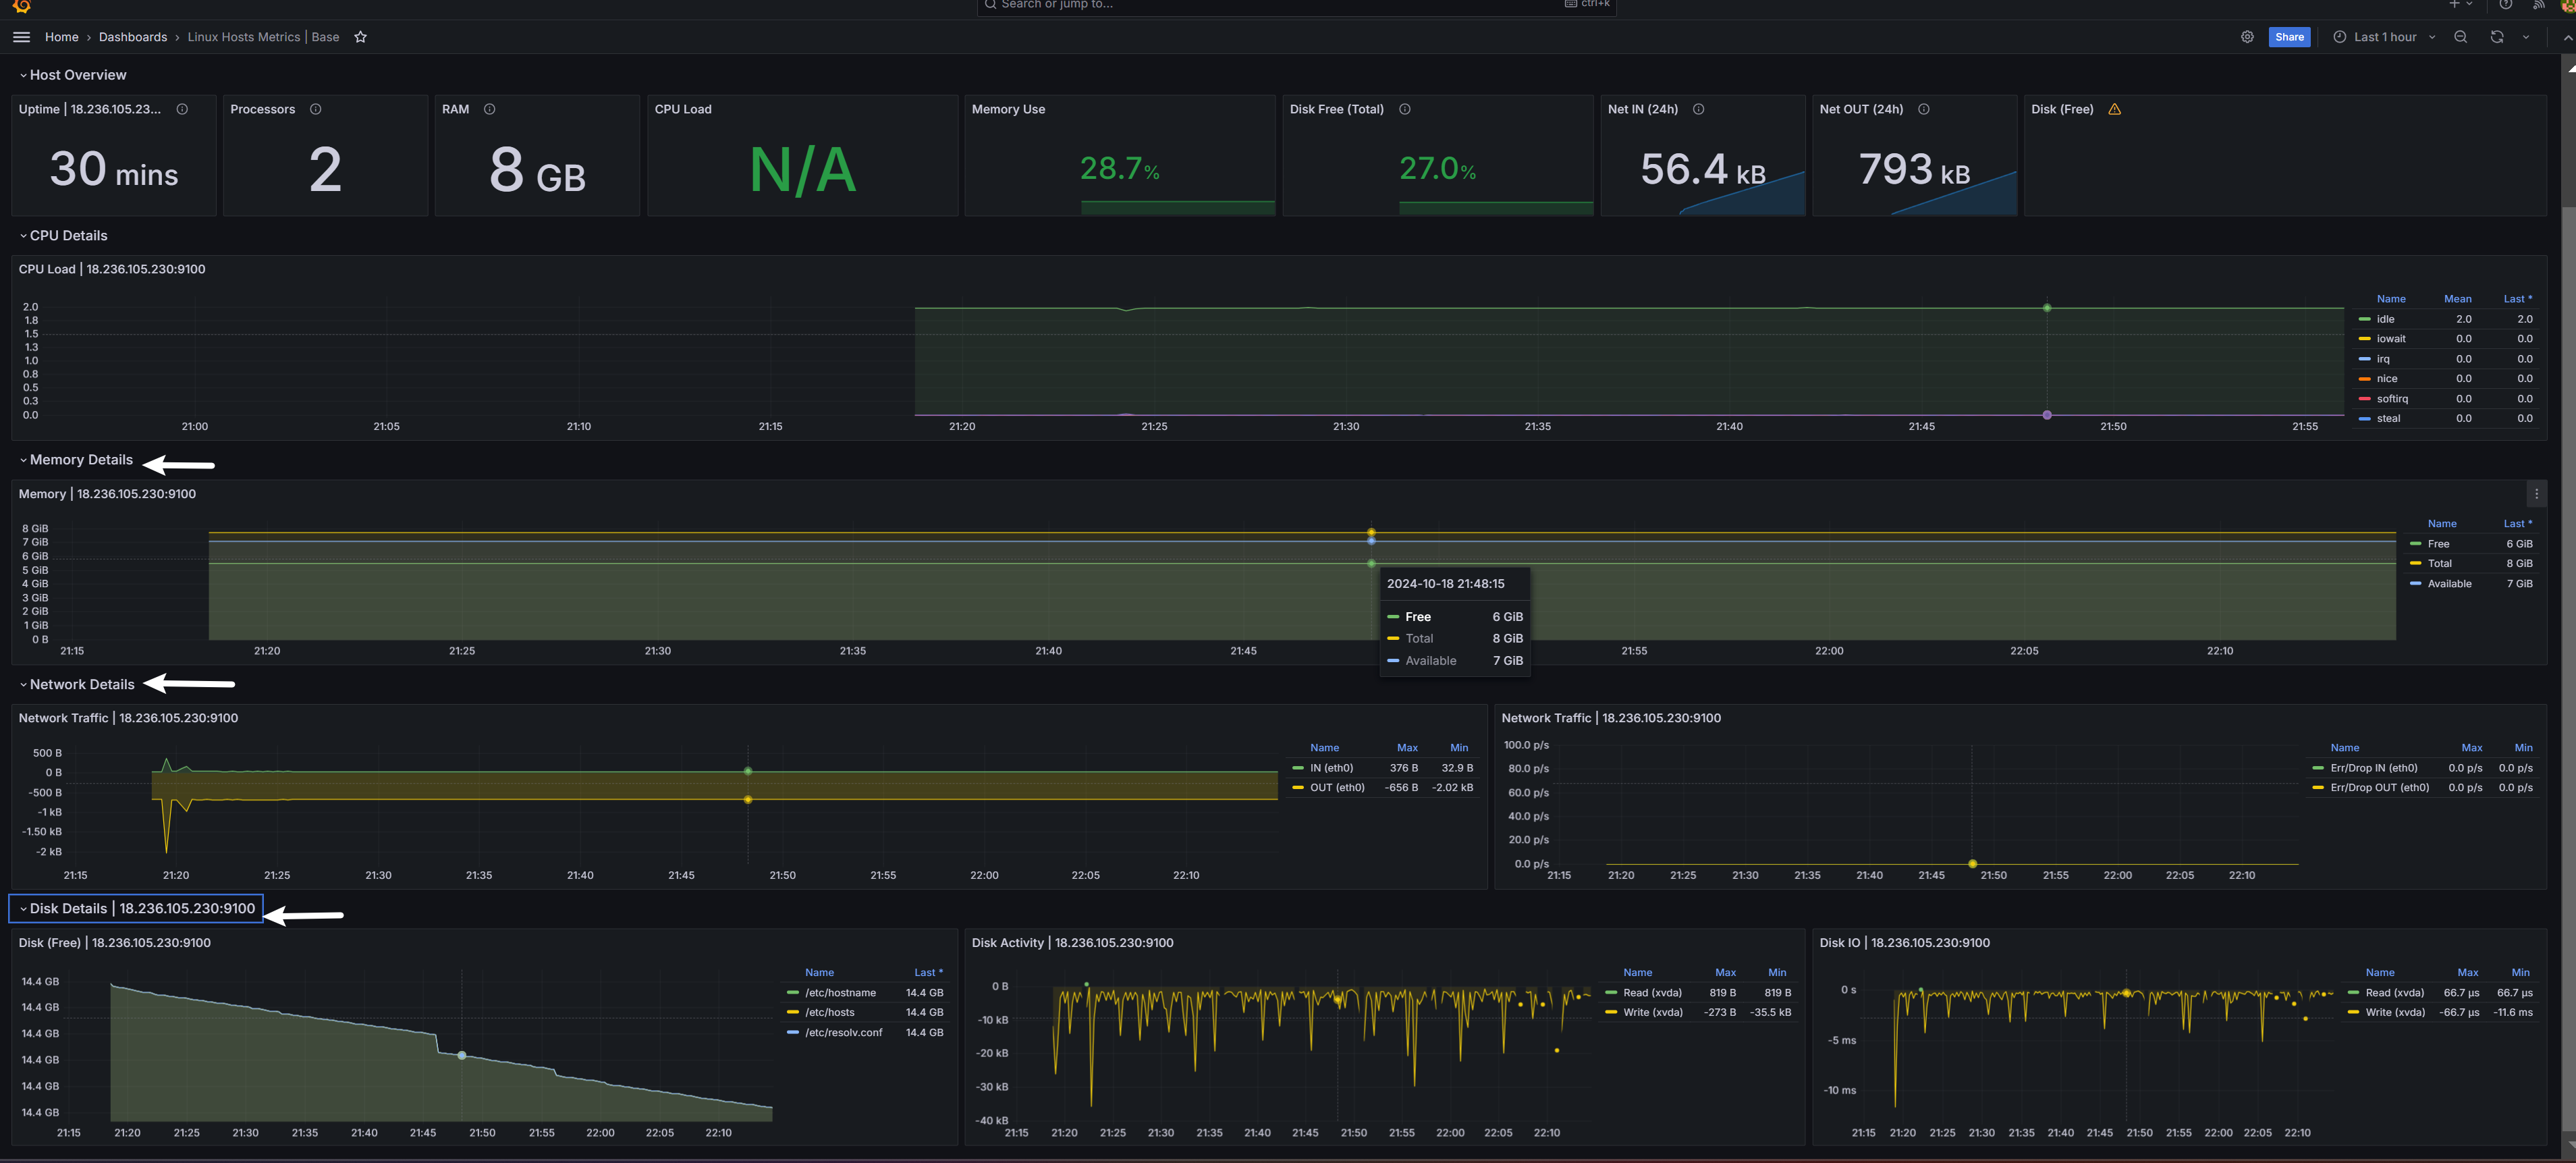 Search or jump to...
ctrl+k
Home › Dashboards › Linux Hosts Metrics | Base
Share
Last 1 hour
Host Overview
Uptime | 18.236.105.23...
30 mins
Processors
2
RAM
8 GB
CPU Load
N/A
Memory Use
28.7%
Disk Free (Total)
27.0%
Net IN (24h)
56.4 kB
Net OUT (24h)
793 kB
Disk (Free)
CPU Details
CPU Load | 18.236.105.230:9100
2.0
1.8
1.5
1.3
1.0
0.8
0.5
0.3
0.0
21:00 21:05 21:10 21:15 21:20 21:25 21:30 21:35 21:40 21:45 21:50 21:55
Name Mean Last *
idle 2.0 2.0
iowait 0.0 0.0
irq 0.0 0.0
nice 0.0 0.0
softirq 0.0 0.0
steal 0.0 0.0
Memory Details
Memory | 18.236.105.230:9100
8 GiB
7 GiB
6 GiB
5 GiB
4 GiB
3 GiB
2 GiB
1 GiB
0 B
21:15 21:20 21:25 21:30 21:35 21:40 21:45 21:55 22:00 22:05 22:10
Name Last *
Free 6 GiB
Total 8 GiB
Available 7 GiB
2024-10-18 21:48:15
Free 6 GiB
Total 8 GiB
Available 7 GiB
Network Details
Network Traffic | 18.236.105.230:9100
500 B
0 B
-500 B
-1 kB
-1.50 kB
-2 kB
21:15 21:20 21:25 21:30 21:35 21:40 21:45 21:50 21:55 22:00 22:05 22:10
Name Max Min
IN (eth0) 376 B 32.9 B
OUT (eth0) -656 B -2.02 kB
Network Traffic | 18.236.105.230:9100
100.0 p/s
80.0 p/s
60.0 p/s
40.0 p/s
20.0 p/s
0.0 p/s
21:15 21:20 21:25 21:30 21:35 21:40 21:45 21:50 21:55 22:00 22:05 22:10
Name Max Min
Err/Drop IN (eth0) 0.0 p/s 0.0 p/s
Err/Drop OUT (eth0) 0.0 p/s 0.0 p/s
Disk Details | 18.236.105.230:9100
Disk (Free) | 18.236.105.230:9100
14.4 GB
14.4 GB
14.4 GB
14.4 GB
14.4 GB
14.4 GB
21:15 21:20 21:25 21:30 21:35 21:40 21:45 21:50 21:55 22:00 22:05 22:10
Name Last *
/etc/hostname 14.4 GB
/etc/hosts 14.4 GB
/etc/resolv.conf 14.4 GB
Disk Activity | 18.236.105.230:9100
0 B
-10 kB
-20 kB
-30 kB
-40 kB
21:15 21:20 21:25 21:30 21:35 21:40 21:45 21:50 21:55 22:00 22:05 22:10
Name Max Min
Read (xvda) 819 B 819 B
Write (xvda) -273 B -35.5 kB
Disk IO | 18.236.105.230:9100
0 s
-5 ms
-10 ms
21:15 21:20 21:25 21:30 21:35 21:40 21:45 21:50 21:55 22:00 22:05 22:10
Name Max Min
Read (xvda) 66.7 µs 66.7 µs
Write (xvda) -66.7 µs -11.6 ms